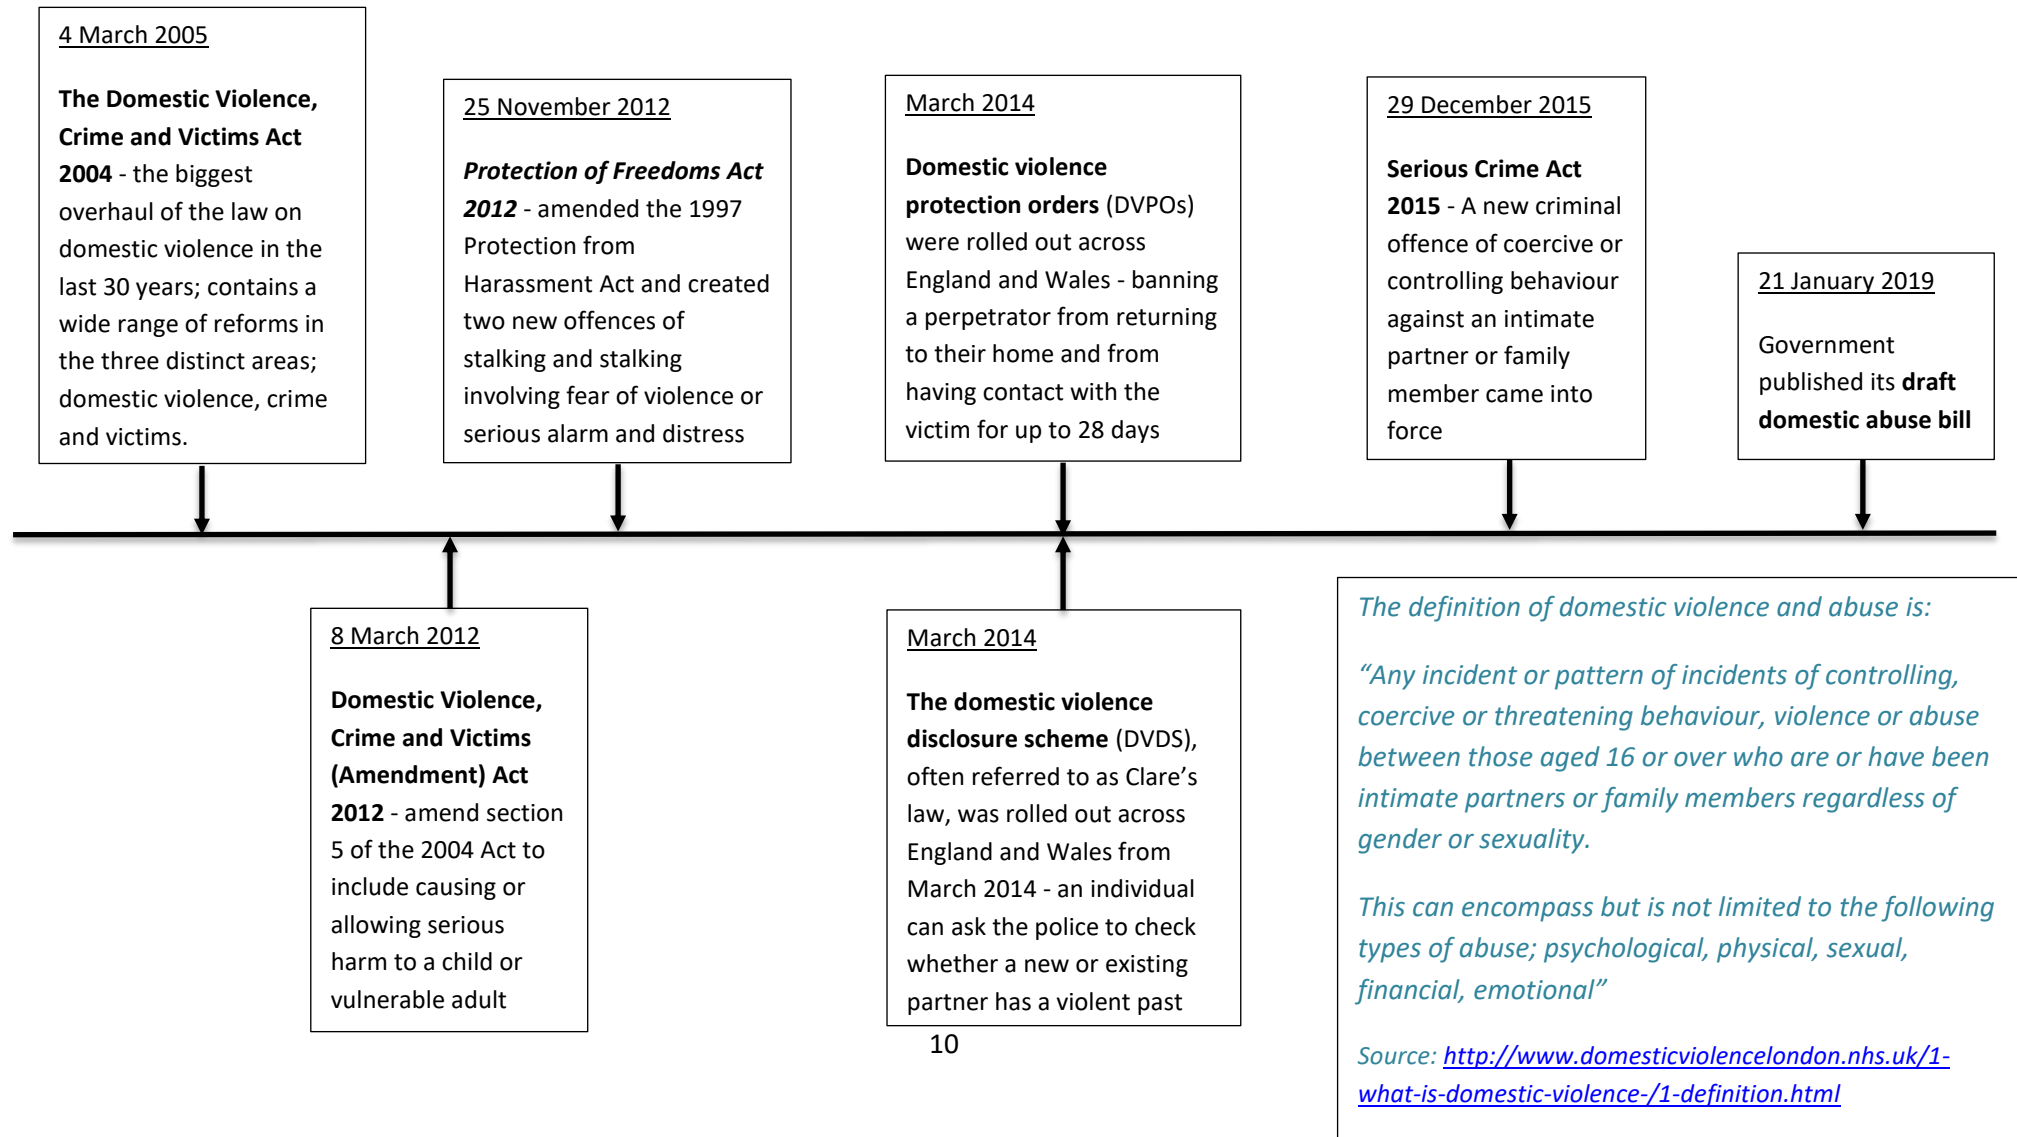 4 March 2005
The Domestic Violence,
Crime and Victims Act
2004 - the biggest
overhaul of the law on
domestic violence in the
last 30 years; contains a
wide range of reforms in
the three distinct areas;
domestic violence, crime
and victims.
25 November 2012
Protection of Freedoms Act
2012 - amended the 1997
Protection from
Harassment Act and created
two new offences of
stalking and stalking
involving fear of violence or
serious alarm and distress
March 2014
Domestic violence
protection orders (DVPOs)
were rolled out across
England and Wales - banning
a perpetrator from returning
to their home and from
having contact with the
victim for up to 28 days
29 December 2015
Serious Crime Act
2015 - A new criminal
offence of coercive or
controlling behaviour
against an intimate
partner or family
member came into
force
21 January 2019
Government
published its draft
domestic abuse bill
8 March 2012
Domestic Violence,
Crime and Victims
(Amendment) Act
2012 - amend section
5 of the 2004 Act to
include causing or
allowing serious
harm to a child or
vulnerable adult
March 2014
The domestic violence
disclosure scheme (DVDS),
often referred to as Clare’s
law, was rolled out across
England and Wales from
March 2014 - an individual
can ask the police to check
whether a new or existing
partner has a violent past
The definition of domestic violence and abuse is:
“Any incident or pattern of incidents of controlling,
coercive or threatening behaviour, violence or abuse
between those aged 16 or over who are or have been
intimate partners or family members regardless of
gender or sexuality.
This can encompass but is not limited to the following
types of abuse; psychological, physical, sexual,
financial, emotional”
Source: http://www.domesticviolencelondon.nhs.uk/1-
what-is-domestic-violence-/1-definition.html
10